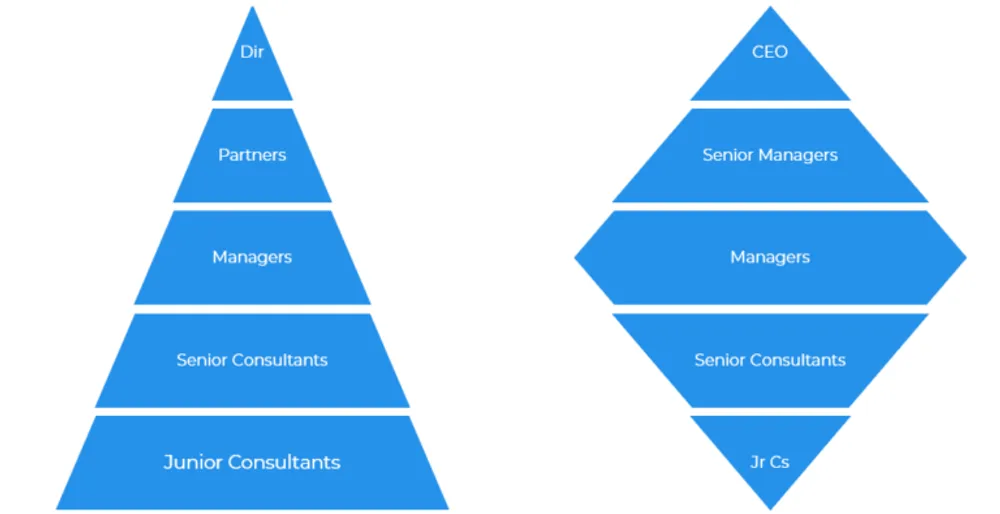 Dir
Partners
Managers
Senior Consultants
Junior Consultants
CEO
Senior Managers
Managers
Senior Consultants
Jr Cs